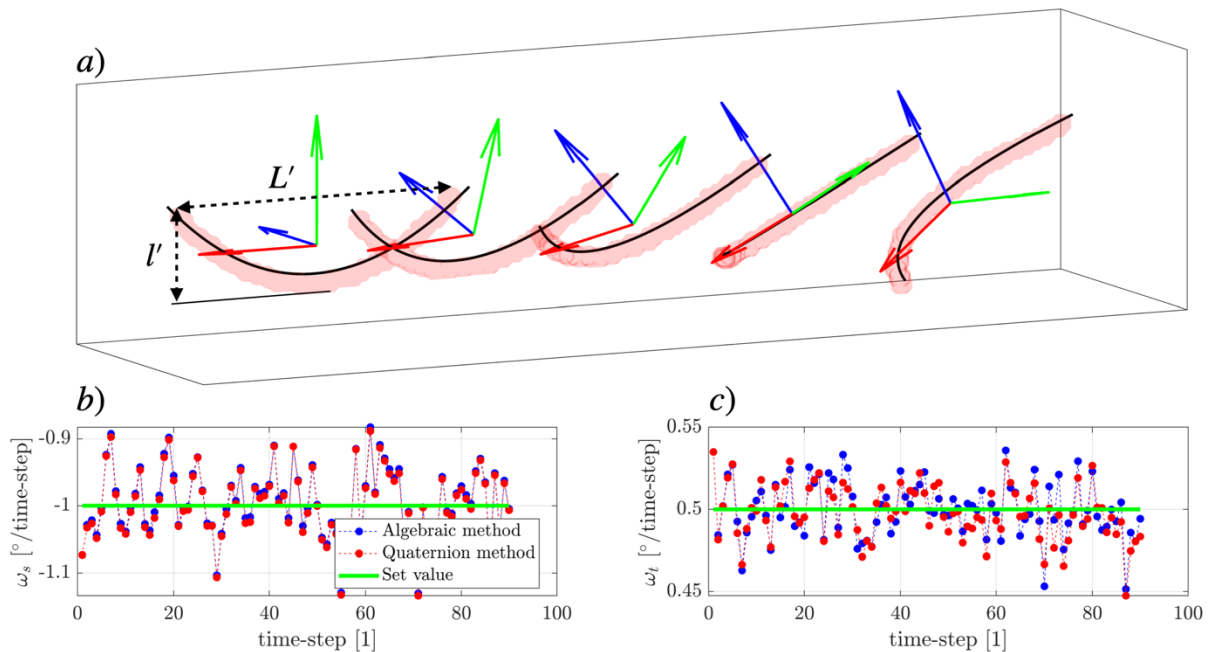 a)
L′
l′
b)
c)
-0.9
-1
-1.1
ω_s [°/time-step]
Algebraic method
Quaternion method
Set value
0 20 40 60 80 100
time-step [1]
0.55
0.5
0.45
ω_t [°/time-step]
0 20 40 60 80 100
time-step [1]